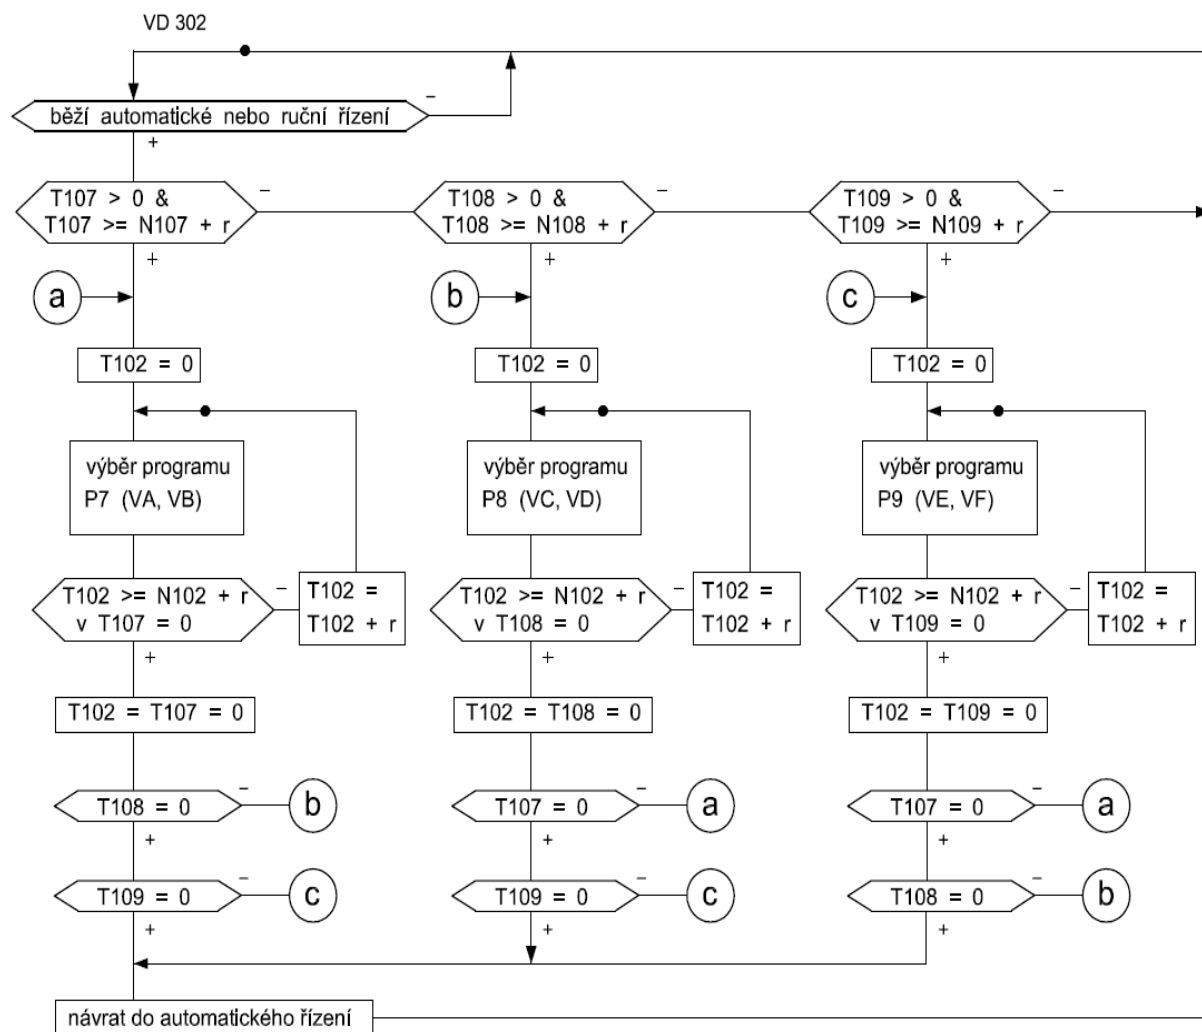 VD 302
běží automatické nebo ruční řízení
−
+
T107 > 0 &
T107 >= N107 + r
−
+
T108 > 0 &
T108 >= N108 + r
−
+
T109 > 0 &
T109 >= N109 + r
−
+
a
b
c
T102 = 0
T102 = 0
T102 = 0
výběr programu
P7 (VA, VB)
výběr programu
P8 (VC, VD)
výběr programu
P9 (VE, VF)
T102 >= N102 + r
v T107 = 0
−
+
T102 =
T102 + r
T102 >= N102 + r
v T108 = 0
−
+
T102 =
T102 + r
T102 >= N102 + r
v T109 = 0
−
+
T102 =
T102 + r
T102 = T107 = 0
T102 = T108 = 0
T102 = T109 = 0
T108 = 0
−
b
+
T107 = 0
−
a
+
T107 = 0
−
a
+
T109 = 0
−
c
+
T109 = 0
−
c
+
T108 = 0
−
b
+
návrat do automatického řízení